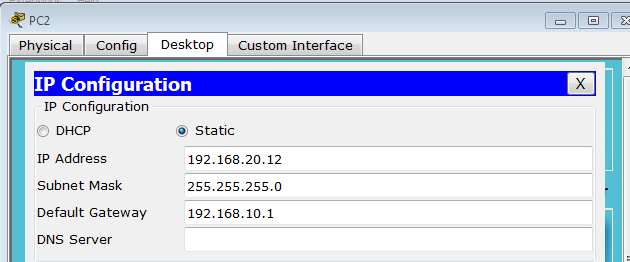 PC2
Physical Config Desktop Custom Interface
IP Configuration X
IP Configuration
DHCP Static
IP Address 192.168.20.12
Subnet Mask 255.255.255.0
Default Gateway 192.168.10.1
DNS Server